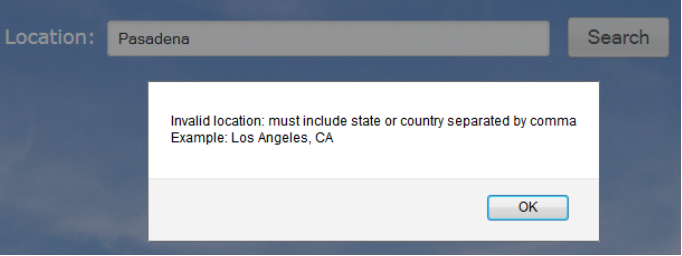 Location: Pasadena Search
Invalid location: must include state or country separated by comma
Example: Los Angeles, CA
OK